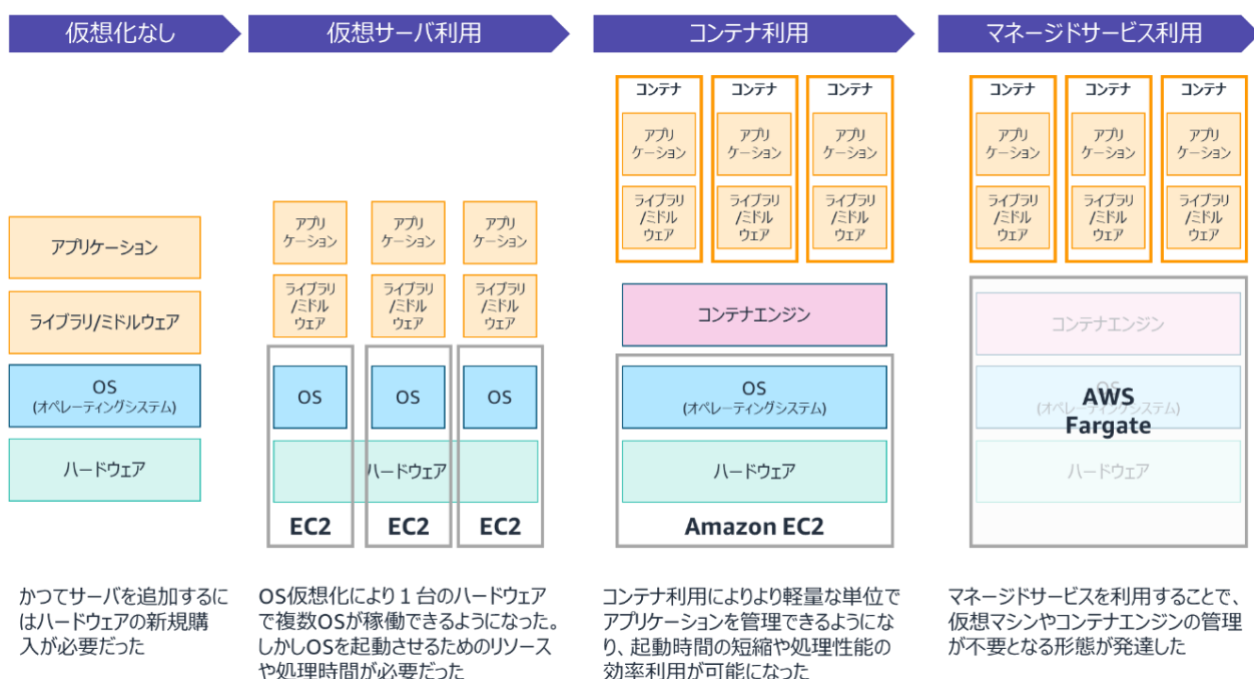 仮想化なし
仮想サーバ利用
コンテナ利用
マネージドサービス利用
アプリケーション
ライブラリ/ミドルウェア
OS
(オペレーティングシステム)
ハードウェア
かつてサーバを追加するに
はハードウェアの新規購
入が必要だった
アプリ
ケーション
アプリ
ケーション
アプリ
ケーション
ライブラリ
/ミドル
ウェア
ライブラリ
/ミドル
ウェア
ライブラリ
/ミドル
ウェア
OS
OS
OS
ハードウェア
EC2
EC2
EC2
OS仮想化により1台のハードウェア
で複数OSが稼働できるようになった。
しかしOSを起動させるためのリソース
や処理時間が必要だった
コンテナ
コンテナ
コンテナ
アプリ
ケーション
アプリ
ケーション
アプリ
ケーション
ライブラリ
/ミドル
ウェア
ライブラリ
/ミドル
ウェア
ライブラリ
/ミドル
ウェア
コンテナエンジン
OS
(オペレーティングシステム)
ハードウェア
Amazon EC2
コンテナ利用によりより軽量な単位で
アプリケーションを管理できるようにな
り、起動時間の短縮や処理性能の
効率利用が可能になった
コンテナ
コンテナ
コンテナ
アプリ
ケーション
アプリ
ケーション
アプリ
ケーション
ライブラリ
/ミドル
ウェア
ライブラリ
/ミドル
ウェア
ライブラリ
/ミドル
ウェア
コンテナエンジン
OS
(オペレーティングシステム)
AWS
Fargate
ハードウェア
マネージドサービスを利用することで、
仮想マシンやコンテナエンジンの管理
が不要となる形態が発達した